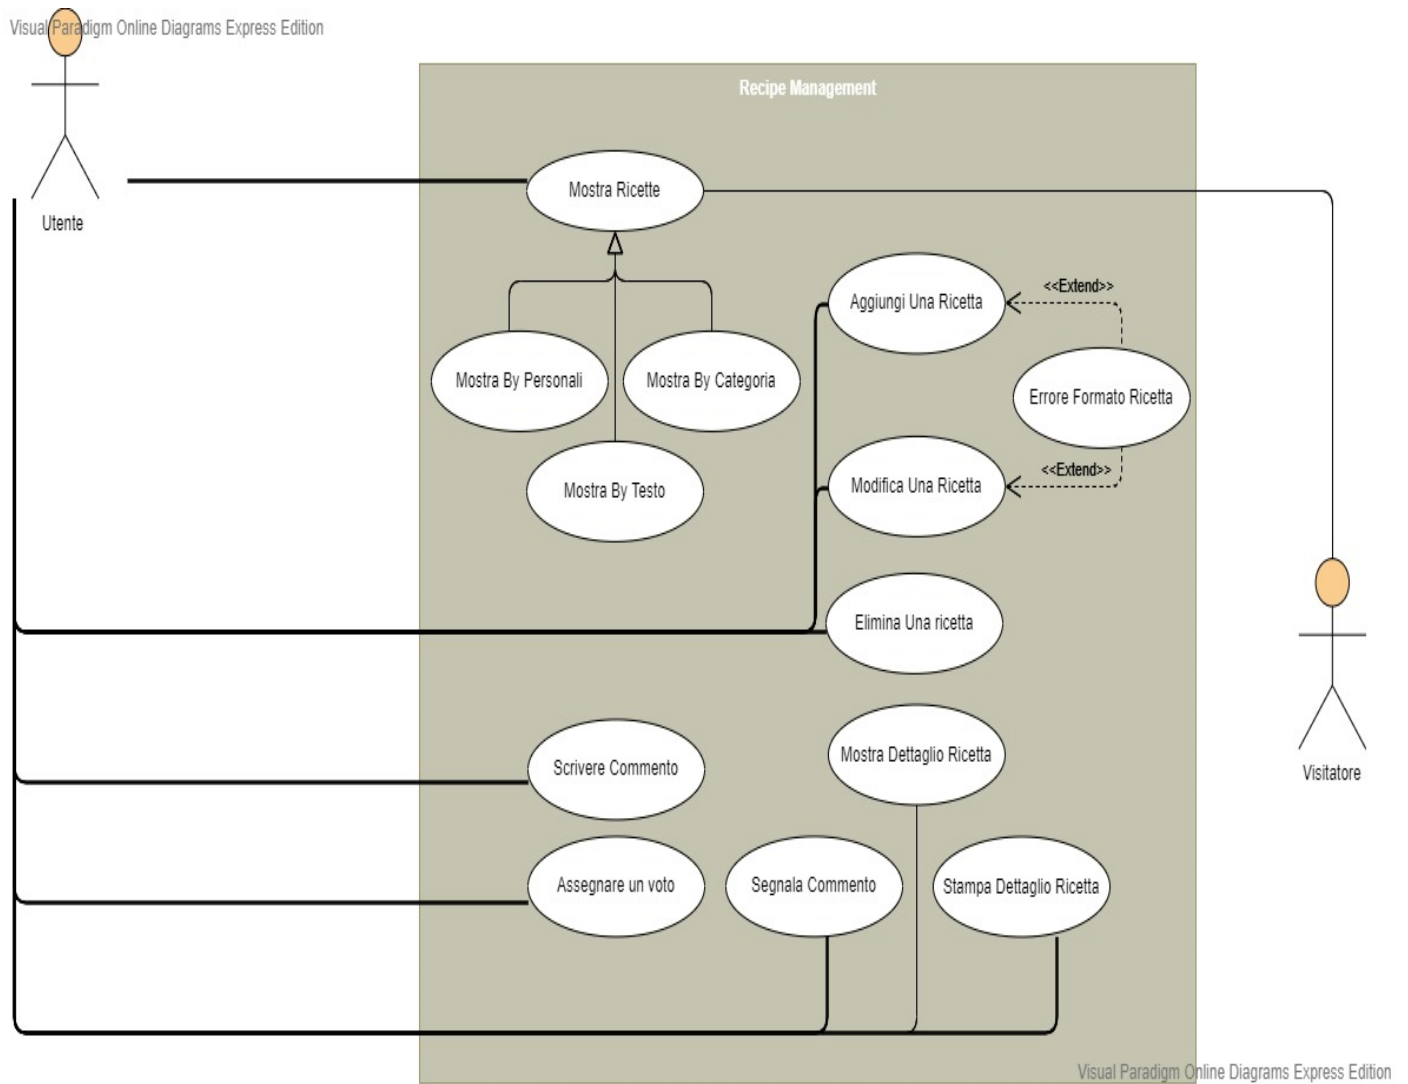 Visual Paradigm Online Diagrams Express Edition
Recipe Management
Mostra Ricette
Utente
Aggiungi Una Ricetta
<<Extend>>
Mostra By Personali
Mostra By Categoria
Errore Formato Ricetta
<<Extend>>
Mostra By Testo
Modifica Una Ricetta
Elimina Una ricetta
Scrivere Commento
Mostra Dettaglio Ricetta
Visitatore
Assegnare un voto
Segnala Commento
Stampa Dettaglio Ricetta
Visual Paradigm Online Diagrams Express Edition